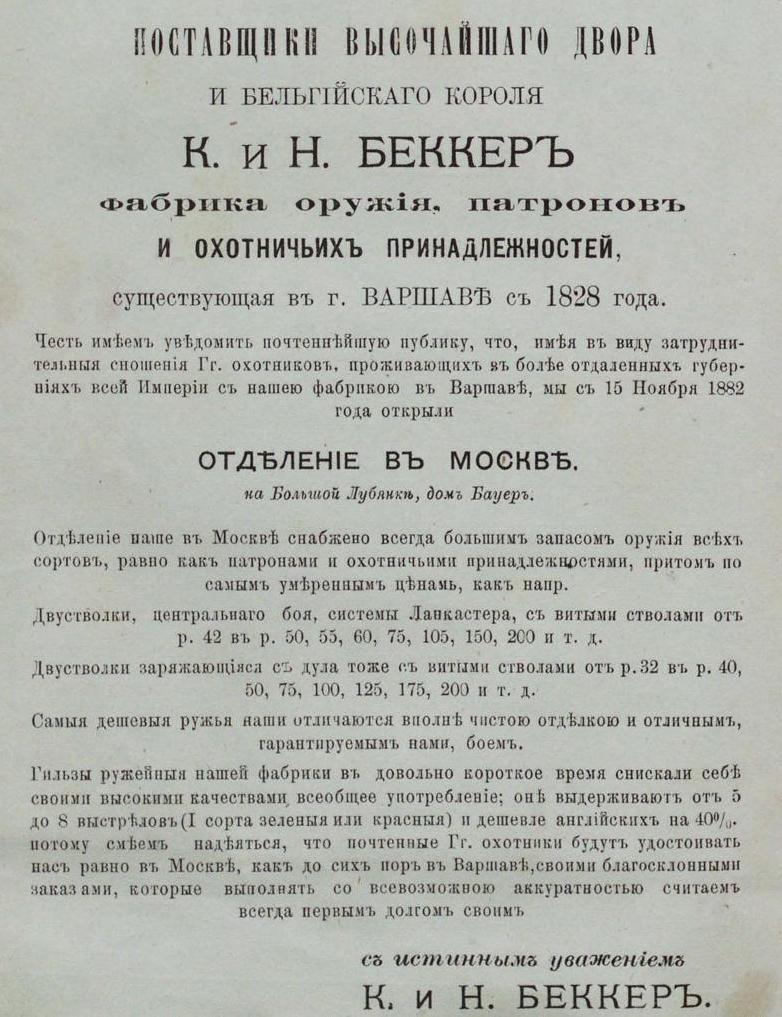 ПОСТАВЩИКИ ВЫСОЧАЙШАГО ДВОРА
И БЕЛЬГІЙСКАГО КОРОЛЯ
К. и Н. БЕККЕРЪ
Фабрика оружія, патроновъ
И ОХОТНИЧЬИХЪ ПРИНАДЛЕЖНОСТЕЙ,
существующая въ г. ВАРШАВѢ съ 1828 года.
Честь имѣемъ увѣдомить почтеннѣйшую публику, что, имѣя въ виду затрудни-
тельныя сношенія Гг. охотниковъ, проживающихъ въ болѣе отдаленныхъ губер-
ніяхъ всей Имперіи съ нашею фабрикою въ Варшавѣ, мы съ 15 Ноября 1882
года открыли
ОТДѢЛЕНІЕ ВЪ МОСКВѢ.
на Большой Лубянкѣ, домъ Бауеръ.
Отдѣленіе наше въ Москвѣ снабжено всегда большимъ запасомъ оружія всѣхъ
сортовъ, равно какъ патронами и охотничьими принадлежностями, притомъ по
самымъ умѣреннымъ цѣнамъ, какъ напр.
Двустволки, центральнаго боя, системы Ланкастера, съ витыми стволами отъ
р. 42 въ р. 50, 55, 60, 75, 105, 150, 200 и т. д.
Двустволки заряжающіяся съ дула тоже съ витыми стволами отъ р. 32 въ р. 40,
50, 75, 100, 125, 175, 200 и т. д.
Самыя дешевыя ружья наши отличаются вполнѣ чистою отдѣлкою и отличнымъ,
гарантируемымъ нами, боемъ.
Гильзы ружейныя нашей фабрики въ довольно короткое время снискали себѣ
своими высокими качествами всеобщее употребленіе; онѣ выдерживаютъ отъ 5
до 8 выстрѣловъ (I сорта зеленыя или красныя) и дешевле англійскихъ на 40%.
потому смѣемъ надѣяться, что почтенные Гг. охотники будутъ удостоивать
насъ равно въ Москвѣ, какъ до сихъ поръ въ Варшавѣ, своими благосклонными
заказами, которые выполнять со всевозможною аккуратностью считаемъ
всегда первымъ долгомъ своимъ
съ истиннымъ уваженіемъ
К. и Н. БЕККЕРЪ.